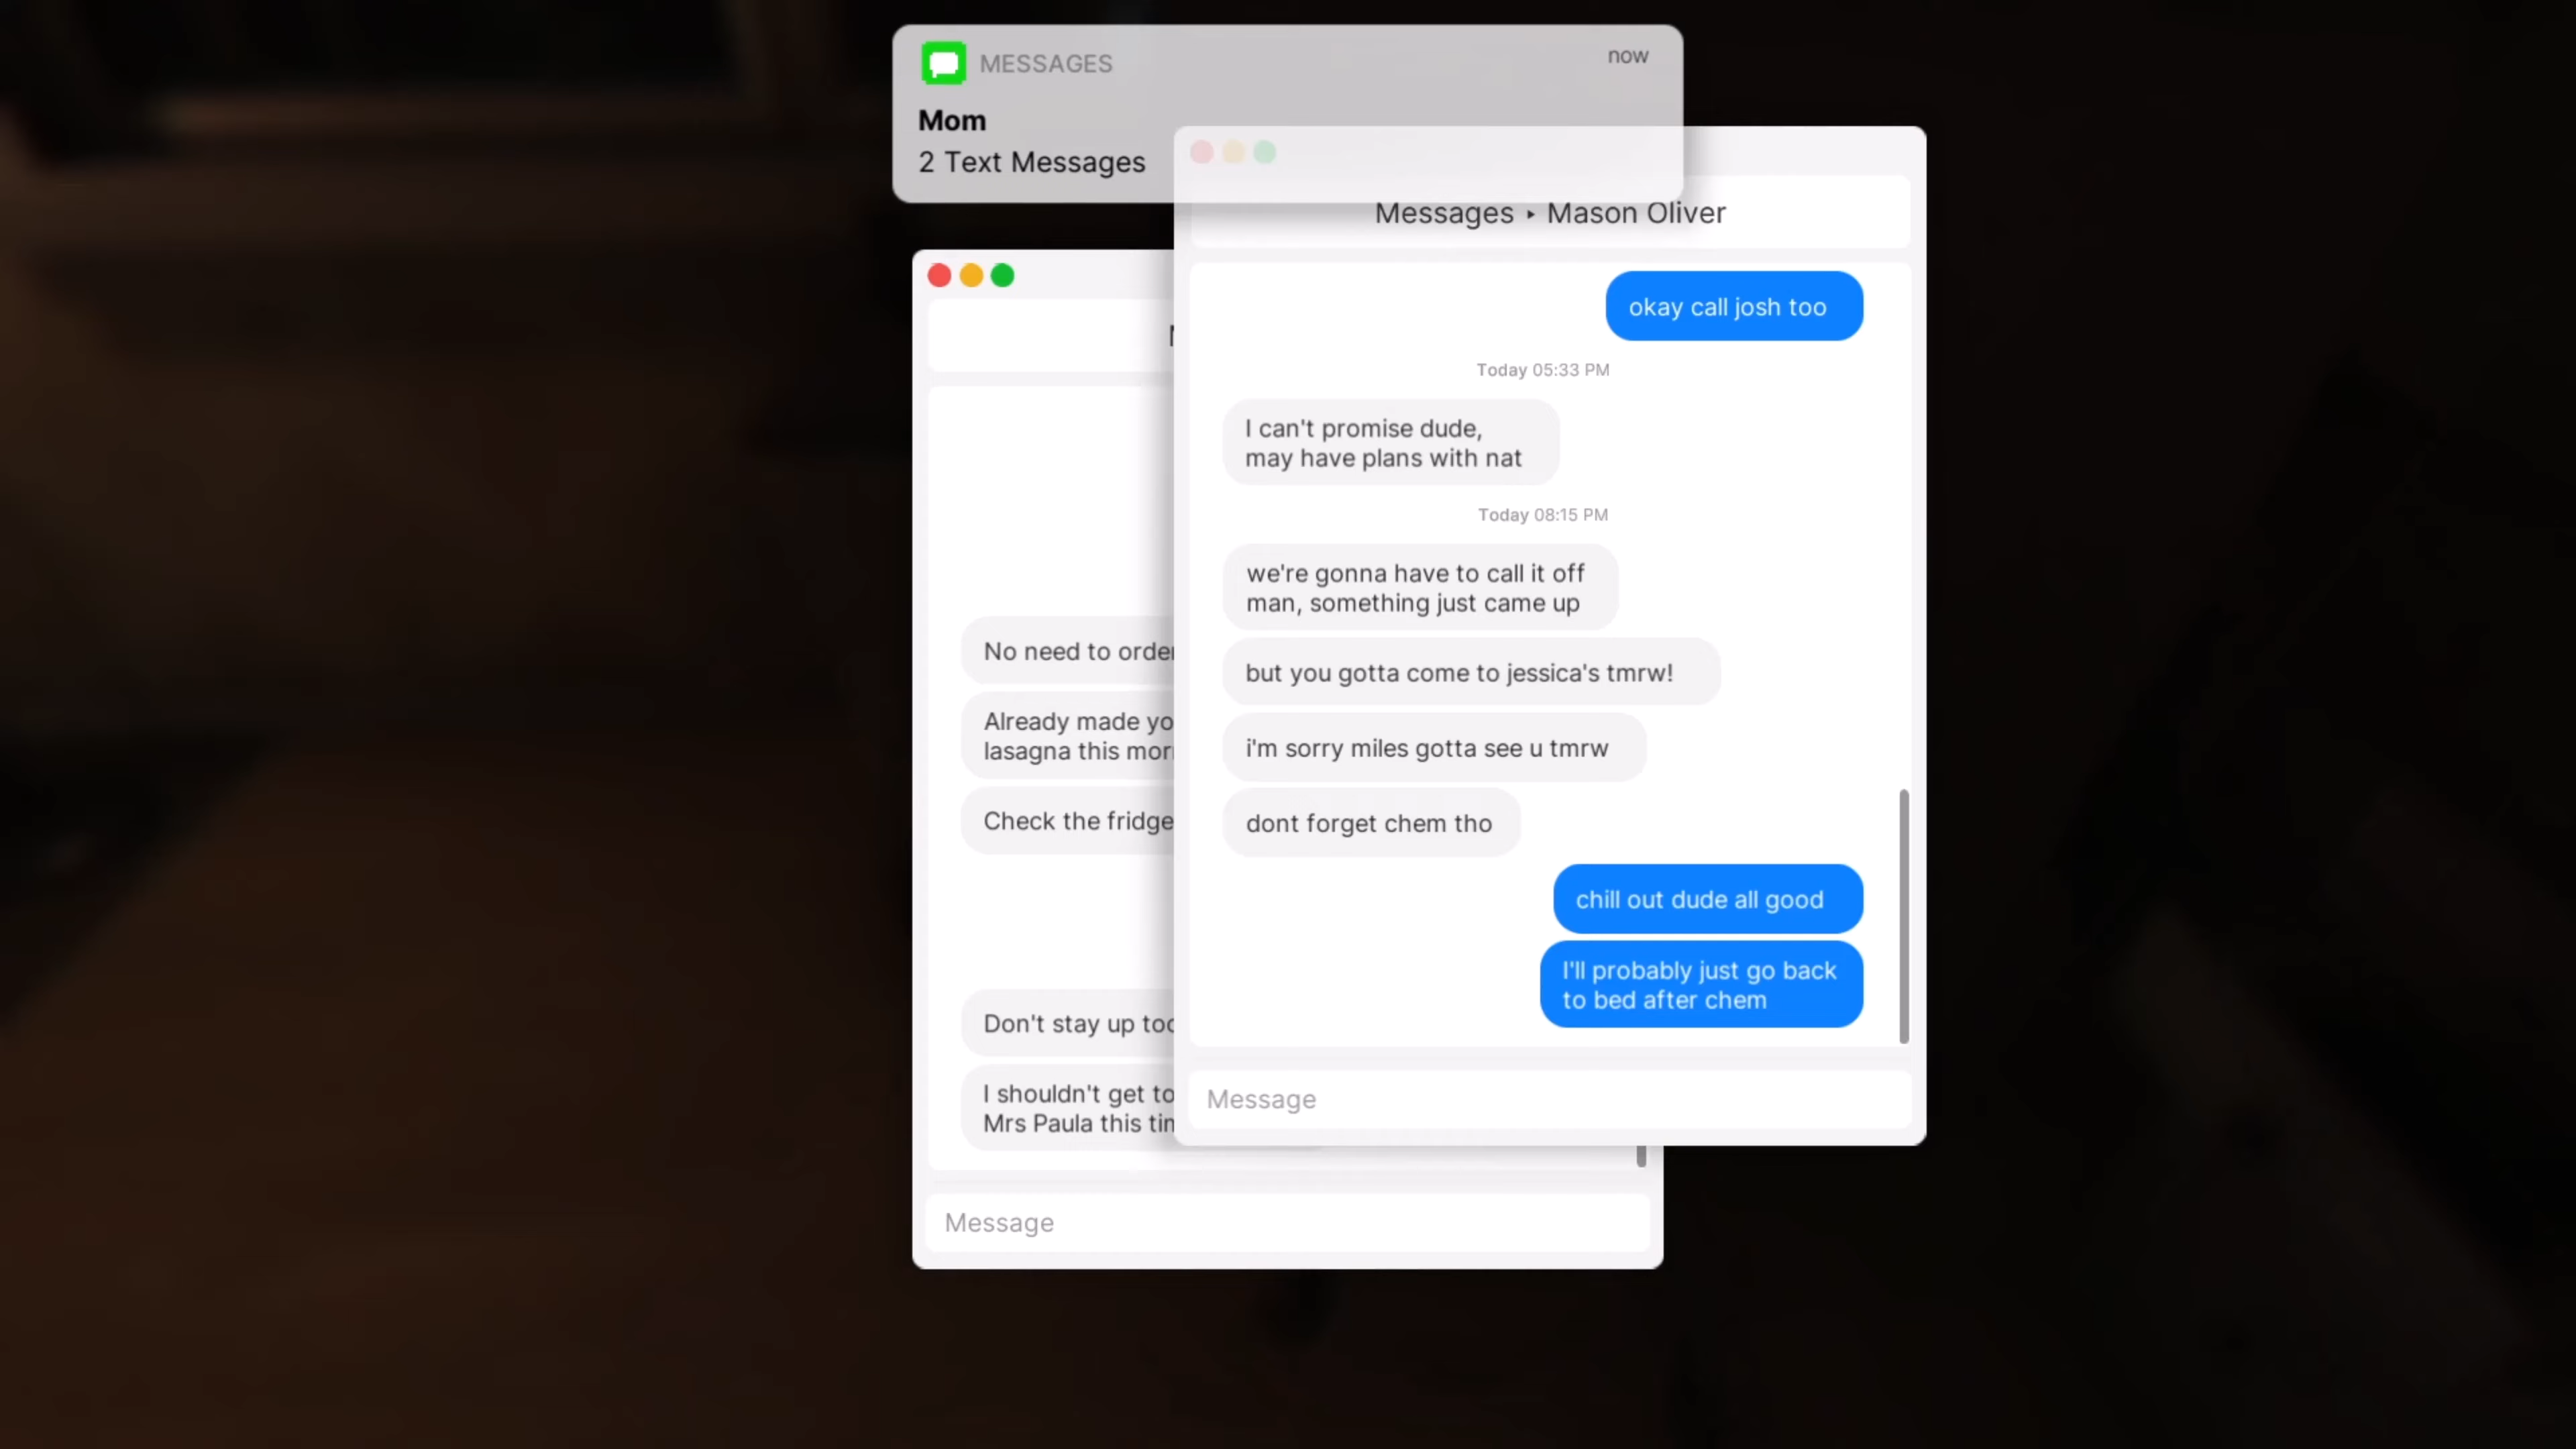 MESSAGES
now
Mom
2 Text Messages
Messages ▸ Mason Oliver
okay call josh too
Today 05:33 PM
I can't promise dude,
may have plans with nat
Today 08:15 PM
we're gonna have to call it off
man, something just came up
but you gotta come to jessica's tmrw!
i'm sorry miles gotta see u tmrw
dont forget chem tho
chill out dude all good
I'll probably just go back
to bed after chem
Message
No need to order
Already made yo
lasagna this mor
Check the fridge
Don't stay up too
I shouldn't get to
Mrs Paula this tim
Message